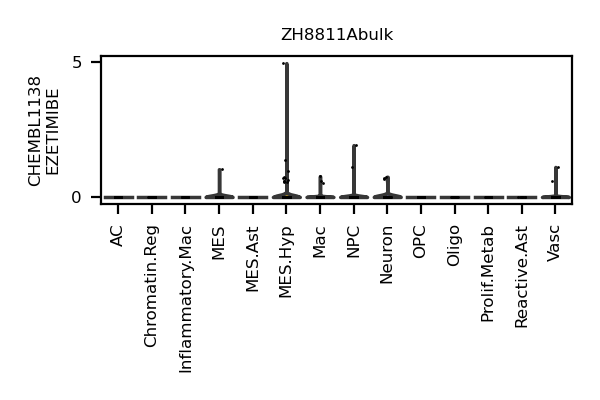 ZH8811Abulk
CHEMBL1138
EZETIMIBE
5
0
AC
Chromatin.Reg
Inflammatory.Mac
MES
MES.Ast
MES.Hyp
Mac
NPC
Neuron
OPC
Oligo
Prolif.Metab
Reactive.Ast
Vasc